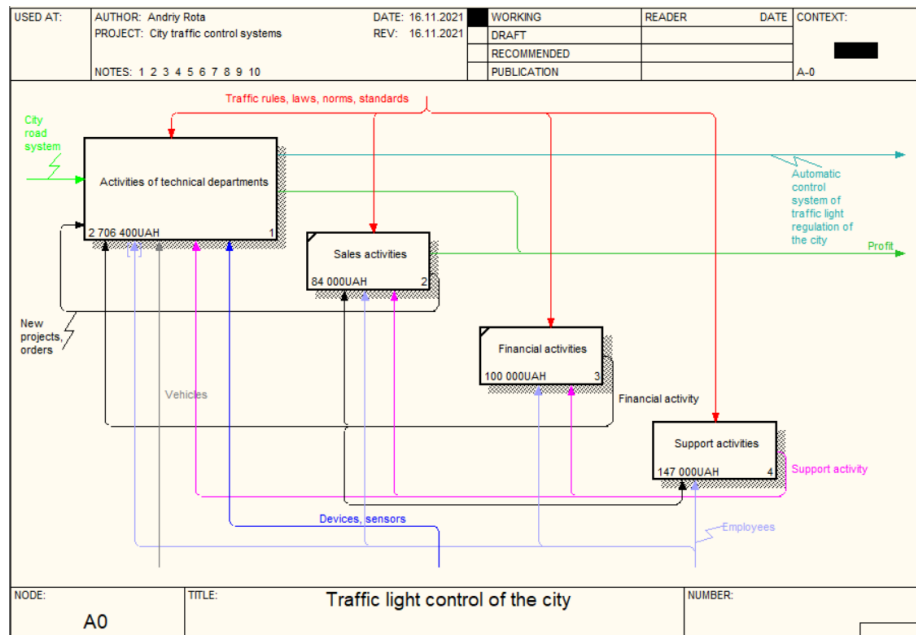 USED AT:
AUTHOR: Andriy Rota
DATE: 16.11.2021
WORKING
READER
DATE
CONTEXT:
PROJECT: City traffic control systems
REV: 16.11.2021
DRAFT
RECOMMENDED
NOTES: 1 2 3 4 5 6 7 8 9 10
PUBLICATION
A-0
Traffic rules, laws, norms, standards
City
road
system
Activities of technical departments
2 706 400UAH
1
Automatic
control
system of
traffic light
regulation of
the city
Profit
Sales activities
84 000UAH
2
New
projects,
orders
Financial activities
100 000UAH
3
Vehicles
Financial activity
Support activities
147 000UAH
4
Support activity
Devices, sensors
Employees
NODE:
A0
TITLE:
Traffic light control of the city
NUMBER: